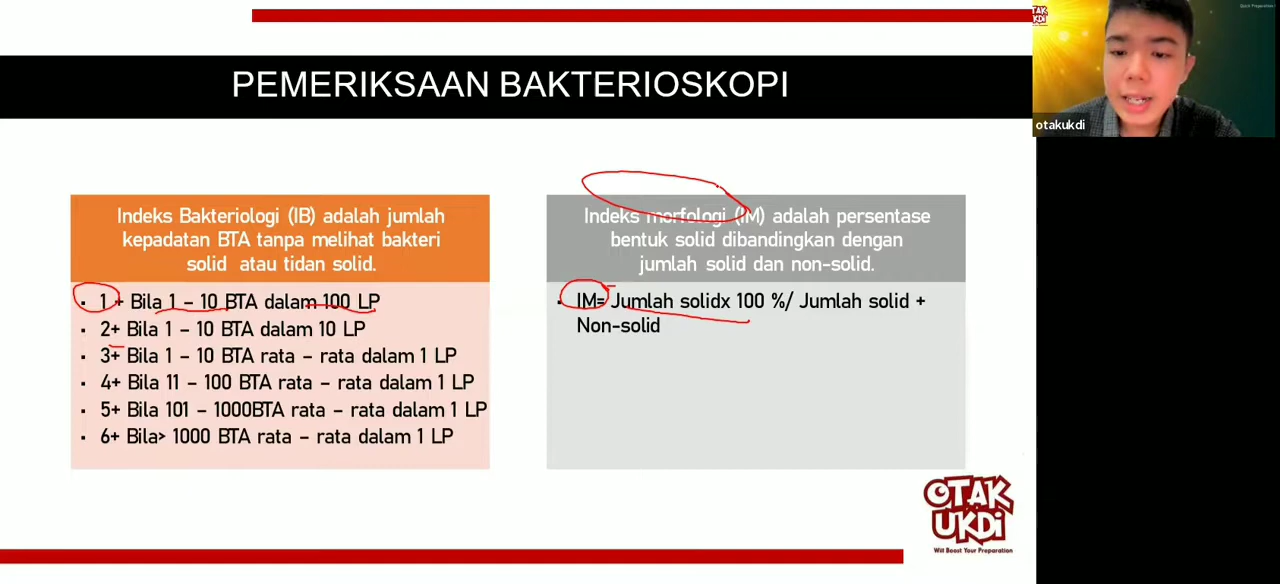 PEMERIKSAAN BAKTERIOSKOPI
OTAK
UKDI
otakukdi
Indeks Bakteriologi (IB) adalah jumlah
kepadatan BTA tanpa melihat bakteri
solid atau tidan solid.
▪ 1 + Bila 1 – 10 BTA dalam 100 LP
▪ 2+ Bila 1 – 10 BTA dalam 10 LP
▪ 3+ Bila 1 – 10 BTA rata – rata dalam 1 LP
▪ 4+ Bila 11 – 100 BTA rata – rata dalam 1 LP
▪ 5+ Bila 101 – 1000BTA rata – rata dalam 1 LP
▪ 6+ Bila> 1000 BTA rata – rata dalam 1 LP
Indeks morfologi (IM) adalah persentase
bentuk solid dibandingkan dengan
jumlah solid dan non-solid.
▪ IM= Jumlah solidx 100 %/ Jumlah solid +
Non-solid
OTAK
UKDI
Will Boost Your Preparation